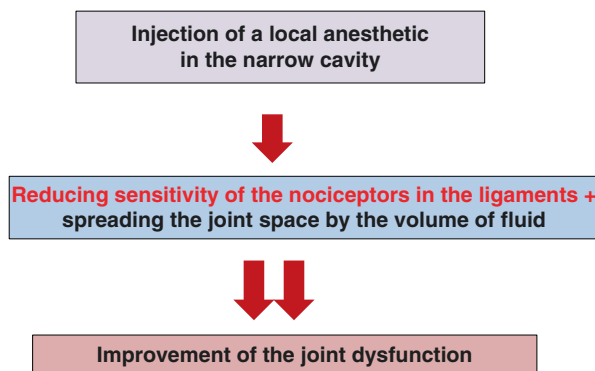 Injection of a local anesthetic
in the narrow cavity
Reducing sensitivity of the nociceptors in the ligaments +
spreading the joint space by the volume of fluid
Improvement of the joint dysfunction